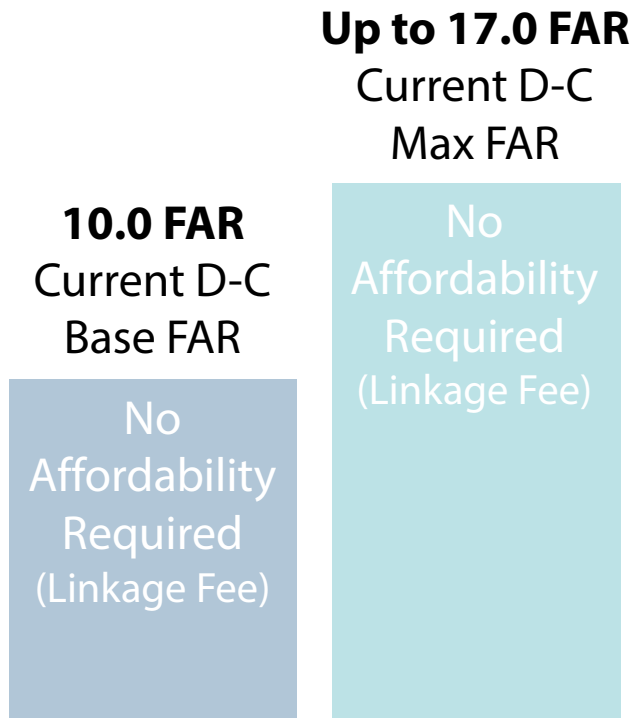 10.0 FAR
Current D-C
Base FAR
No
Affordability
Required
(Linkage Fee)
Up to 17.0 FAR
Current D-C
Max FAR
No
Affordability
Required
(Linkage Fee)